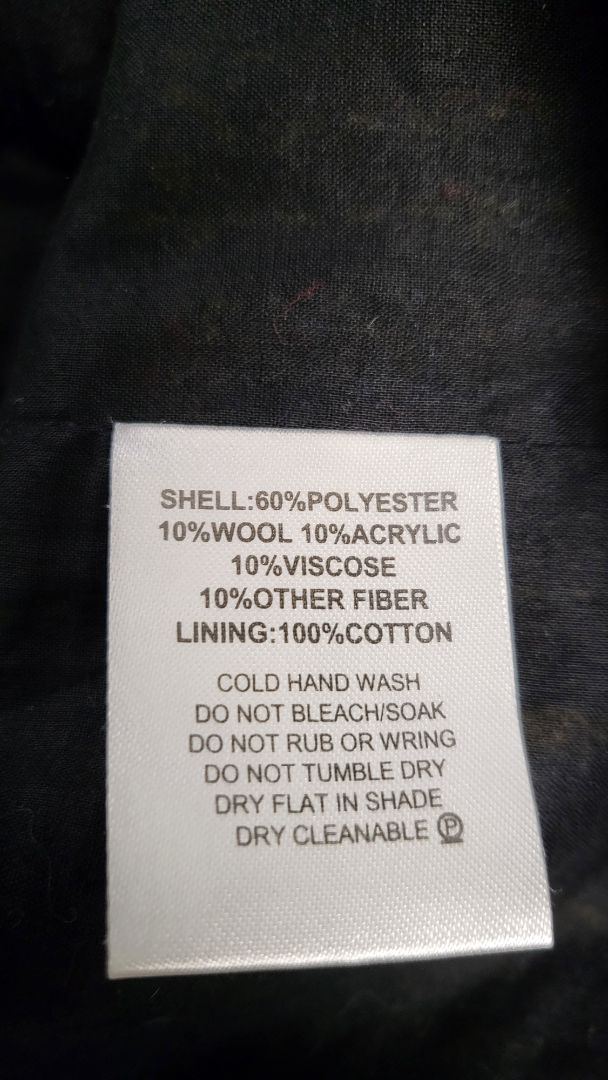 SHELL:60%POLYESTER
10%WOOL 10%ACRYLIC
10%VISCOSE
10%OTHER FIBER
LINING:100%COTTON
COLD HAND WASH
DO NOT BLEACH/SOAK
DO NOT RUB OR WRING
DO NOT TUMBLE DRY
DRY FLAT IN SHADE
DRY CLEANABLE Ⓟ